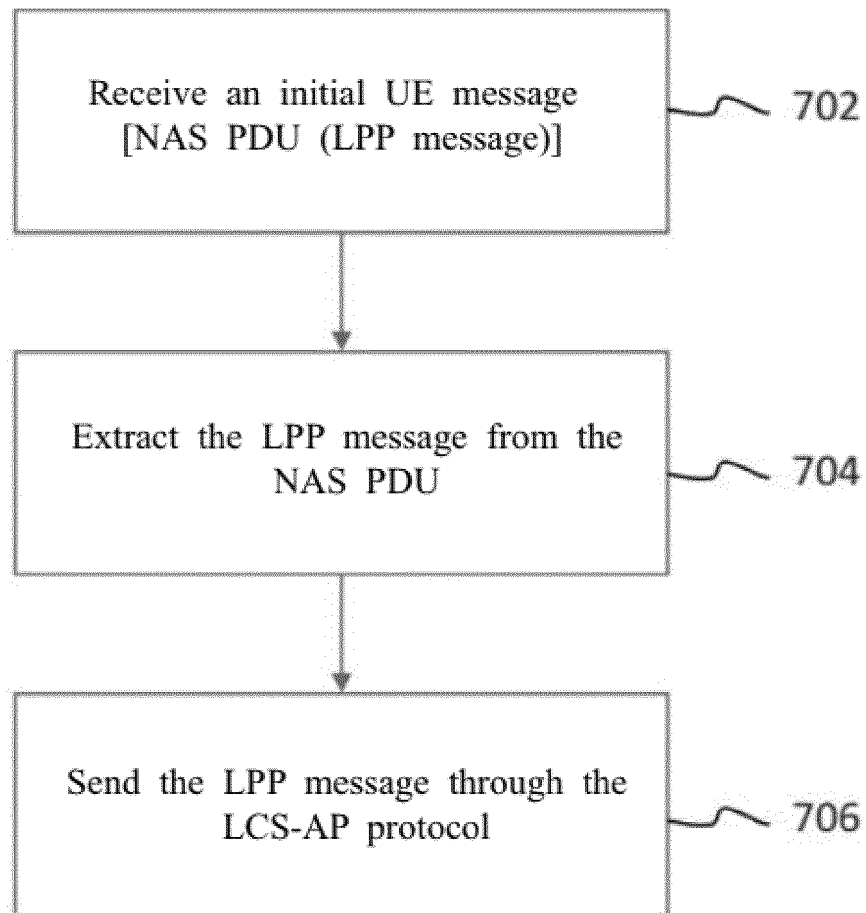 Receive an initial UE message
[NAS PDU (LPP message)]
702
Extract the LPP message from the
NAS PDU
704
Send the LPP message through the
LCS-AP protocol
706